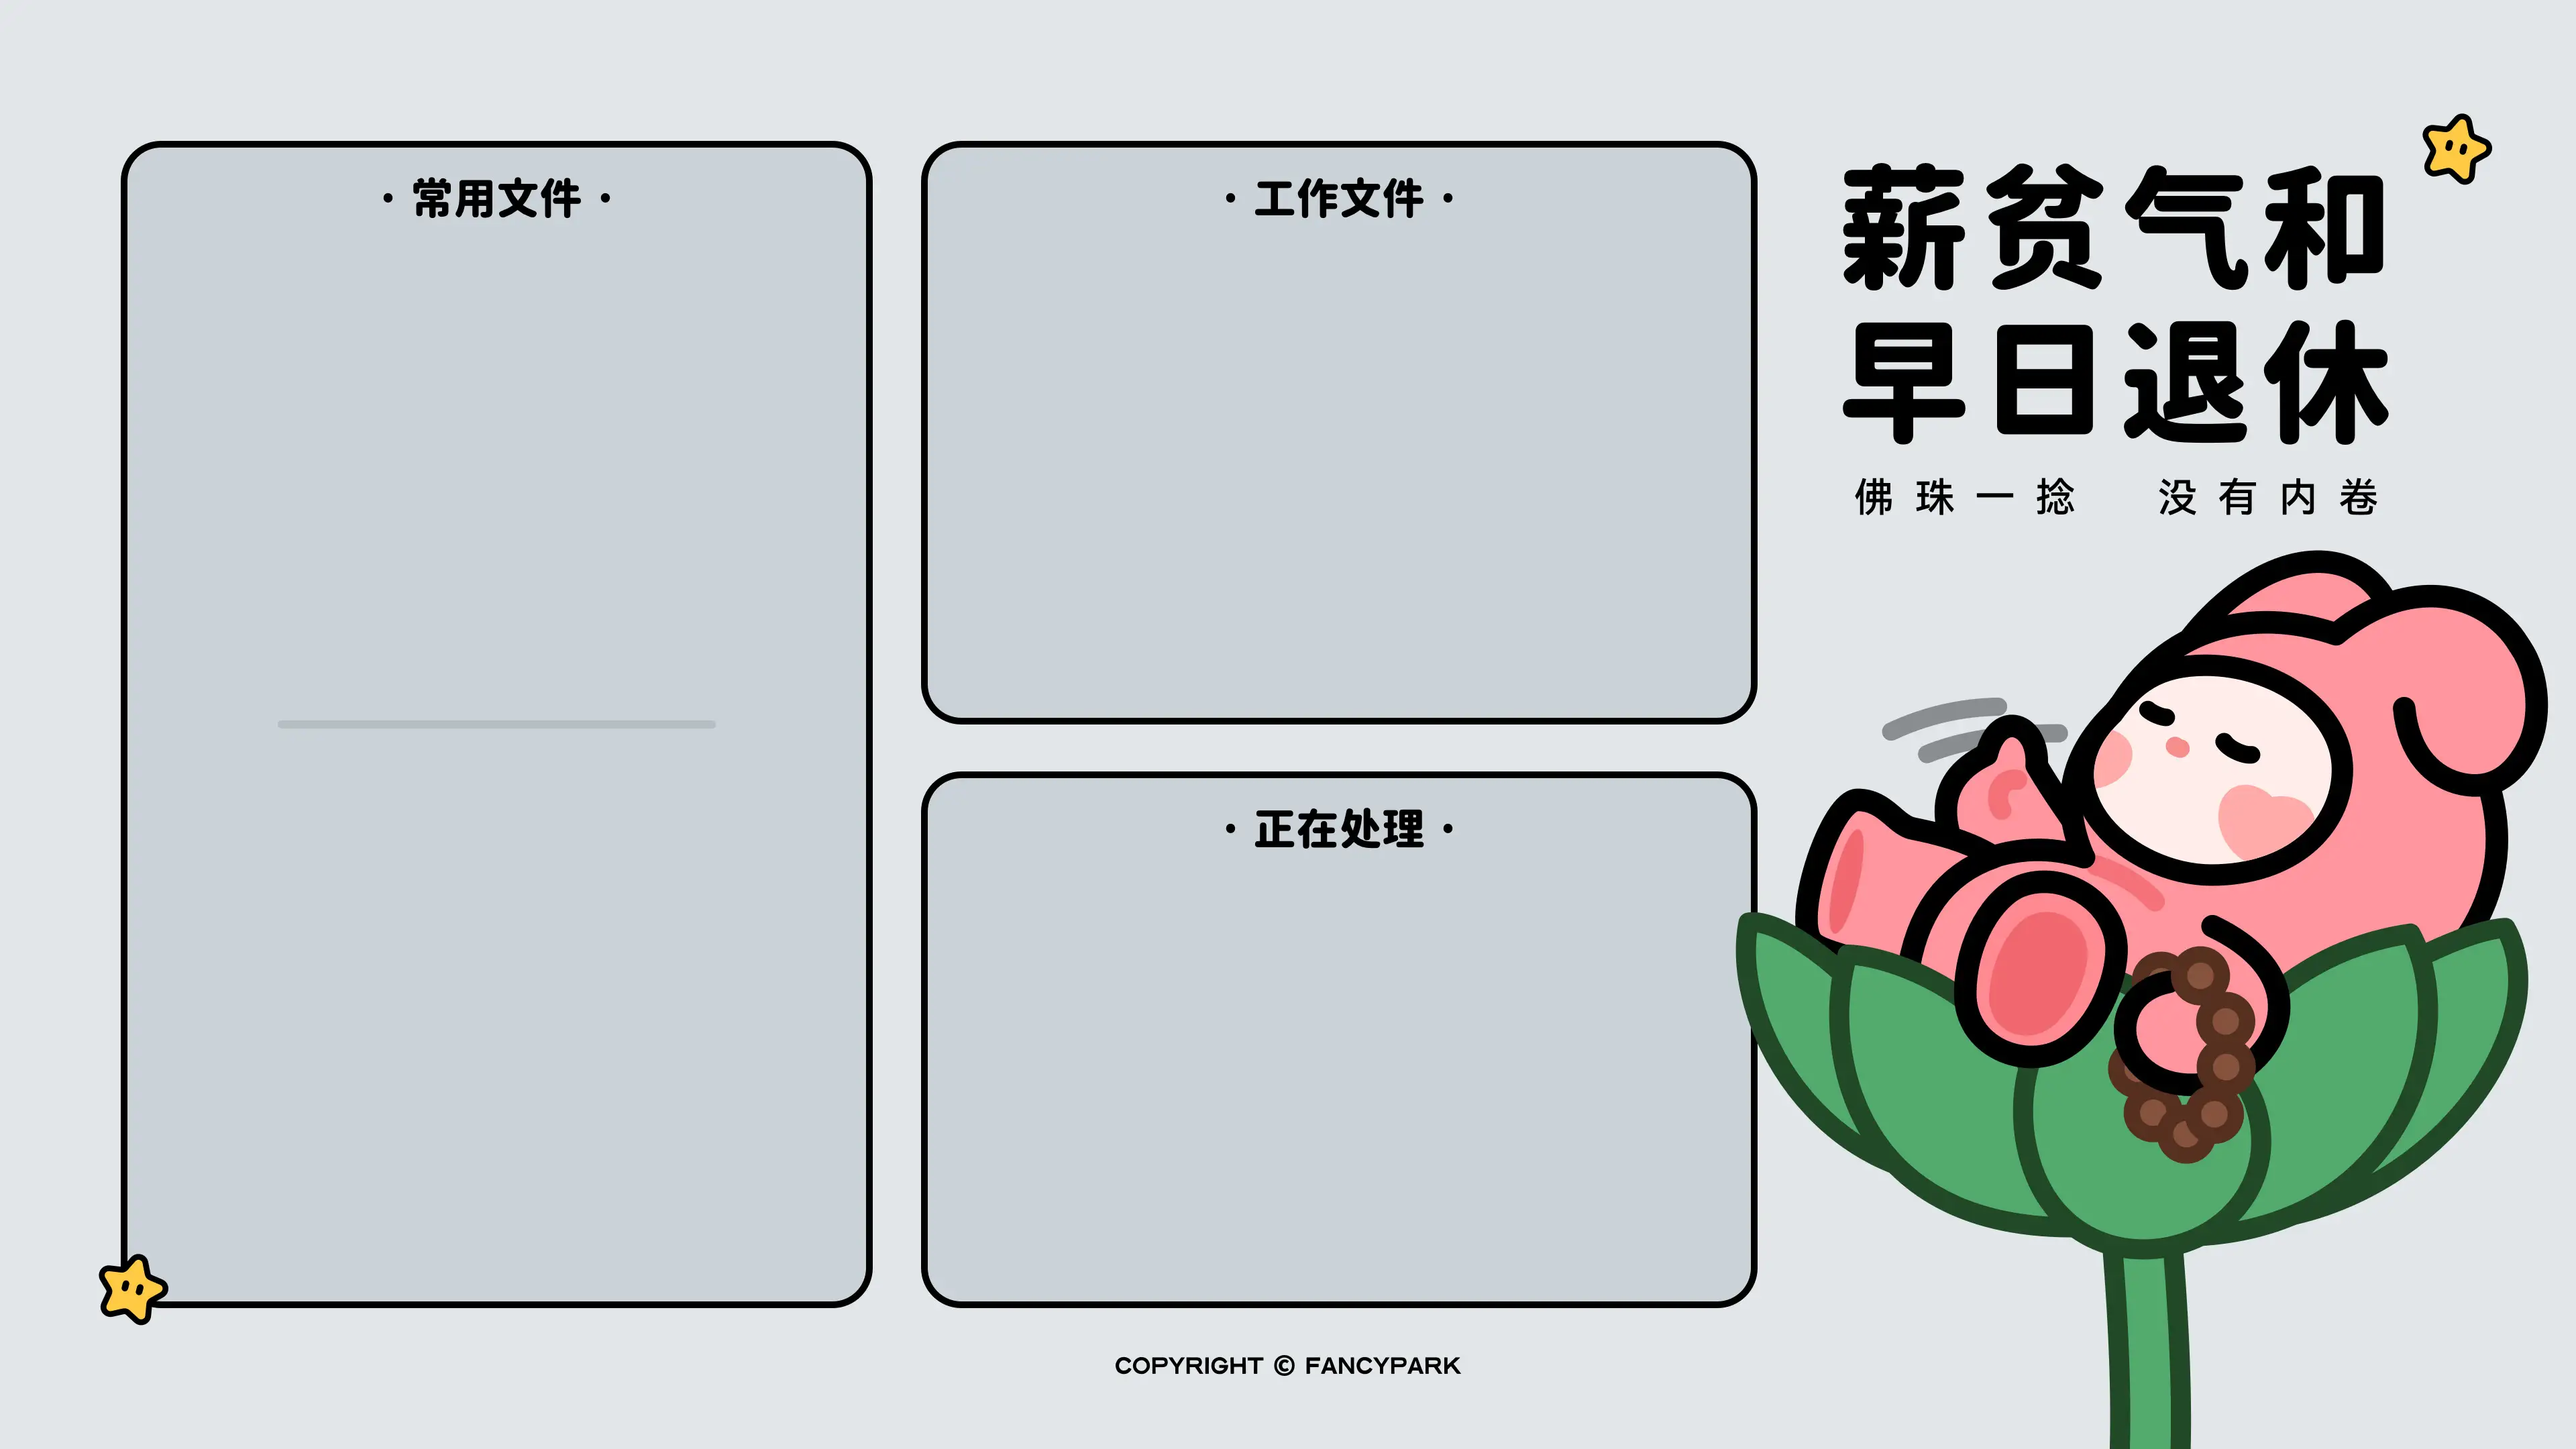 · 常用文件 ·
· 工作文件 ·
· 正在处理 ·
薪贫气和
早日退休
佛珠一捻 没有内卷
COPYRIGHT © FANCYPARK